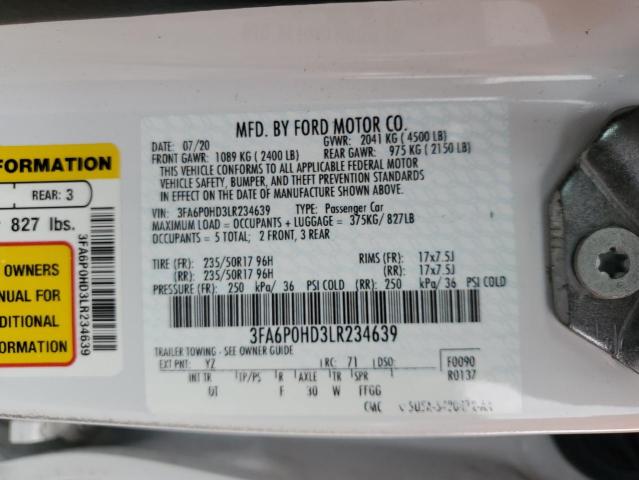 FORMATION
REAR: 3
827 lbs.
OWNERS
NUAL FOR
DITIONAL
FORMATION
3FA6P0HD3LR234639
MFD. BY FORD MOTOR CO.
DATE: 07/20 GVWR: 2041 KG (4500 LB)
FRONT GAWR: 1089 KG (2400 LB) REAR GAWR: 975 KG (2150 LB)
THIS VEHICLE CONFORMS TO ALL APPLICABLE FEDERAL MOTOR
VEHICLE SAFETY, BUMPER, AND THEFT PREVENTION STANDARDS
IN EFFECT ON THE DATE OF MANUFACTURE SHOWN ABOVE.
VIN: 3FA6P0HD3LR234639 TYPE: Passenger Car
MAXIMUM LOAD = OCCUPANTS + LUGGAGE = 375KG / 827LB
OCCUPANTS = 5 TOTAL; 2 FRONT, 3 REAR
TIRE (FR): 235/50R17 96H RIMS (FR): 17x7.5J
(RR): 235/50R17 96H (RR): 17x7.5J
PRESSURE (FR): 250 kPa/ 36 PSI COLD (RR): 250 kPa/ 36 PSI COLD
3FA6P0HD3LR234639
TRAILER TOWING - SEE OWNER GUIDE
EXT PNT: YZ RC: 71 DSO: F0090
INT TR TP/PS R AXLE TR SPR R0137
DT F 30 W FFGG
CMC